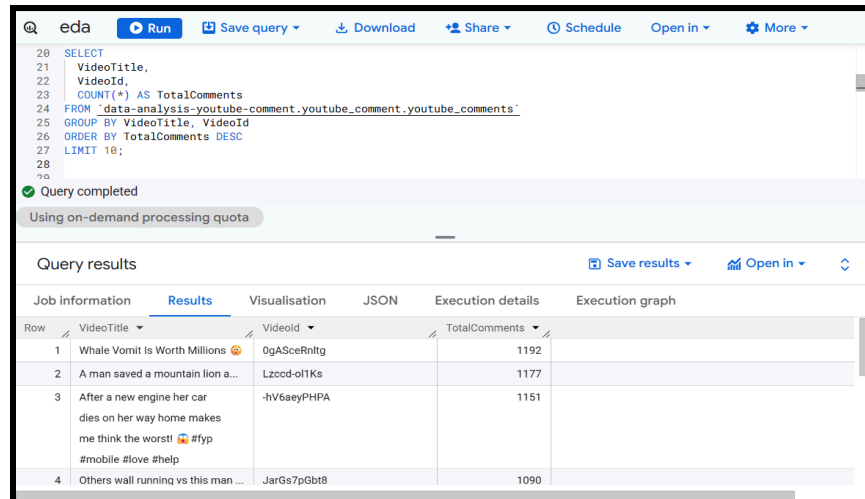 eda Run Save query Download Share Schedule Open in More
20 SELECT
21 VideoTitle,
22 VideoId,
23 COUNT(*) AS TotalComments
24 FROM `data-analysis-youtube-comment.youtube_comment.youtube_comments`
25 GROUP BY VideoTitle, VideoId
26 ORDER BY TotalComments DESC
27 LIMIT 10;
28
29
Query completed
Using on-demand processing quota
Query results Save results Open in
Job information Results Visualisation JSON Execution details Execution graph
Row VideoTitle VideoId TotalComments
1 Whale Vomit Is Worth Millions 🤮 0gASceRnItg 1192
2 A man saved a mountain lion a... Lzccd-ol1Ks 1177
3 After a new engine her car -hV6aeyPHPA 1151
dies on her way home makes
me think the worst! 😱 #fyp
#mobile #love #help
4 Others wall running vs this man ... JarGs7pGbt8 1090